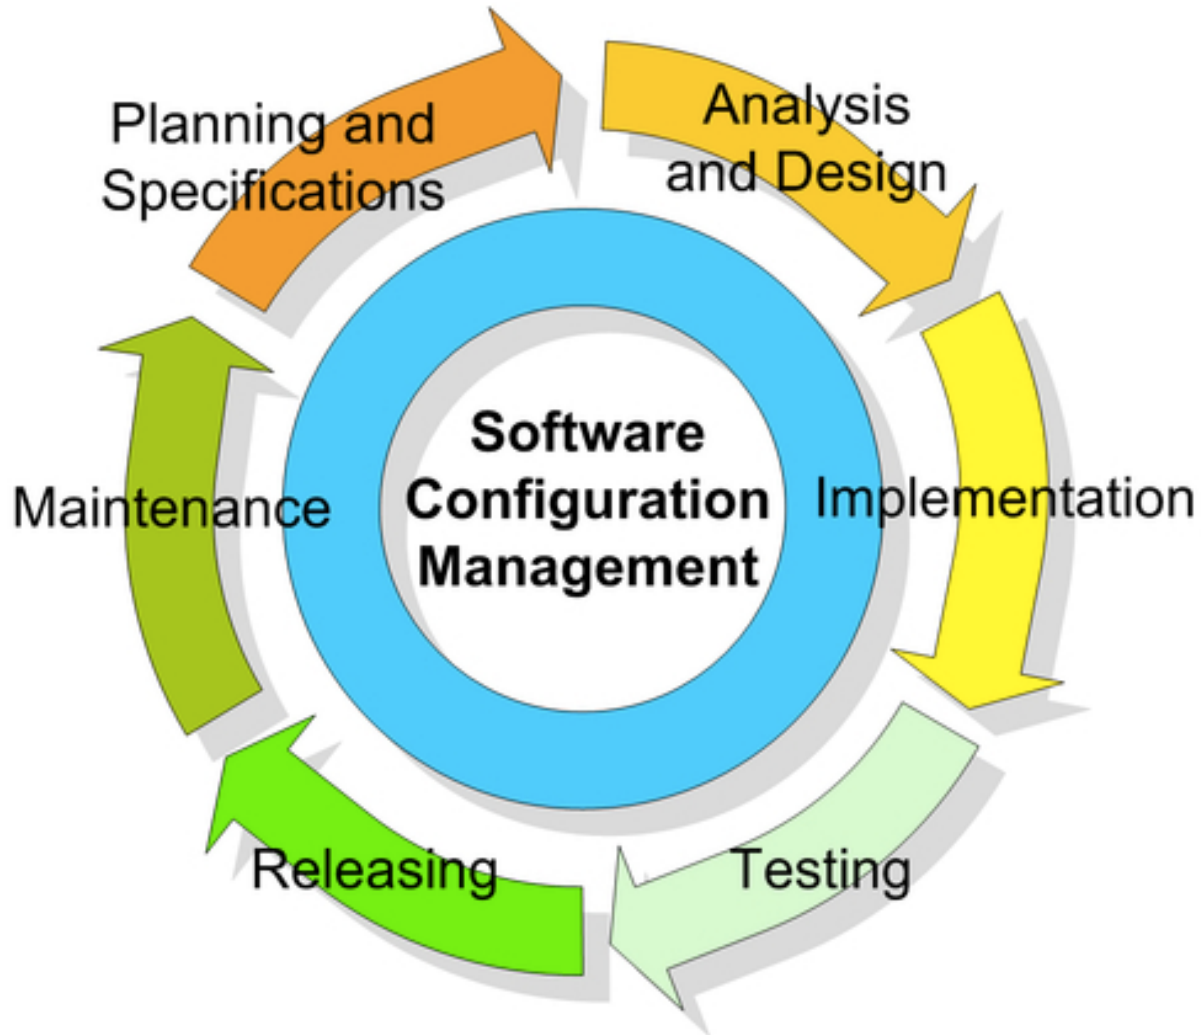 Planning and
Specifications
Analysis
and Design
Software
Configuration
Management
Implementation
Maintenance
Testing
Releasing